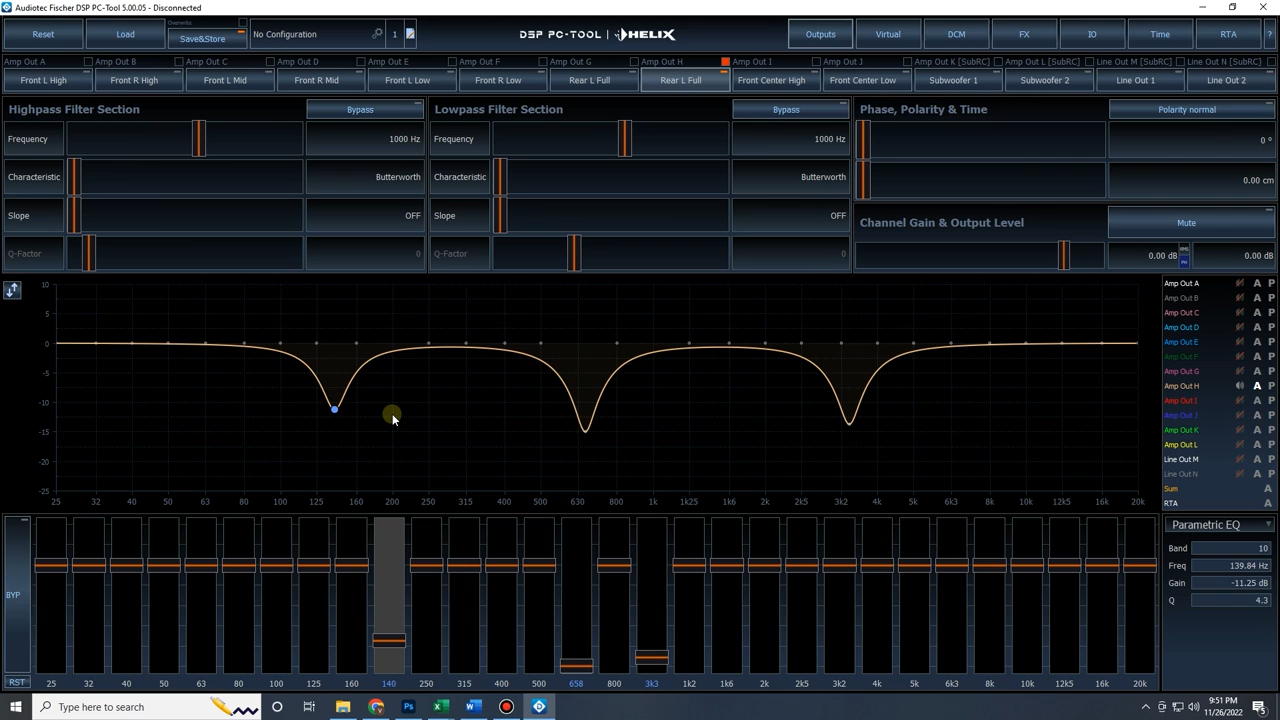 Audiotec Fischer DSP PC-Tool 5.00.05 - Disconnected
Reset
Load
Overwrite
Save&Store
No Configuration
1
DSP PC-TOOL HELIX
Outputs
Virtual
DCM
FX
IO
Time
RTA
?
Amp Out A Amp Out B Amp Out C Amp Out D Amp Out E Amp Out F Amp Out G Amp Out H Amp Out I Amp Out J Amp Out K [SubRC] Amp Out L [SubRC] Line Out M [SubRC] Line Out N [SubRC]
Front L High Front R High Front L Mid Front R Mid Front L Low Front R Low Rear L Full Rear L Full Front Center High Front Center Low Subwoofer 1 Subwoofer 2 Line Out 1 Line Out 2
Highpass Filter Section Bypass
Frequency 1000 Hz
Characteristic Butterworth
Slope OFF
Q-Factor 0
Lowpass Filter Section Bypass
Frequency 1000 Hz
Characteristic Butterworth
Slope OFF
Q-Factor 0
Phase, Polarity & Time Polarity normal
0 °
0.00 cm
Channel Gain & Output Level Mute
0.00 dB RMS PK 0.00 dB
10
5
0
-5
-10
-15
-20
-25
25 32 40 50 63 80 100 125 160 200 250 315 400 500 630 800 1k 1k25 1k6 2k 2k5 3k2 4k 5k 6k3 8k 10k 12k5 16k 20k
Amp Out A A P
Amp Out B A P
Amp Out C A P
Amp Out D A P
Amp Out E A P
Amp Out F A P
Amp Out G A P
Amp Out H A P
Amp Out I A P
Amp Out J A P
Amp Out K A P
Amp Out L A P
Line Out M A P
Line Out N A P
Sum A
RTA A
BYP
RST
25 32 40 50 63 80 100 125 160 140 250 315 400 500 658 800 3k3 1k2 1k6 2k 2k5 3k2 4k 5k 6k3 8k 10k 12k5 16k 20k
Parametric EQ
Band 10
Freq 139.84 Hz
Gain -11.25 dB
Q 4.3
Type here to search
9:51 PM
11/26/2022
5